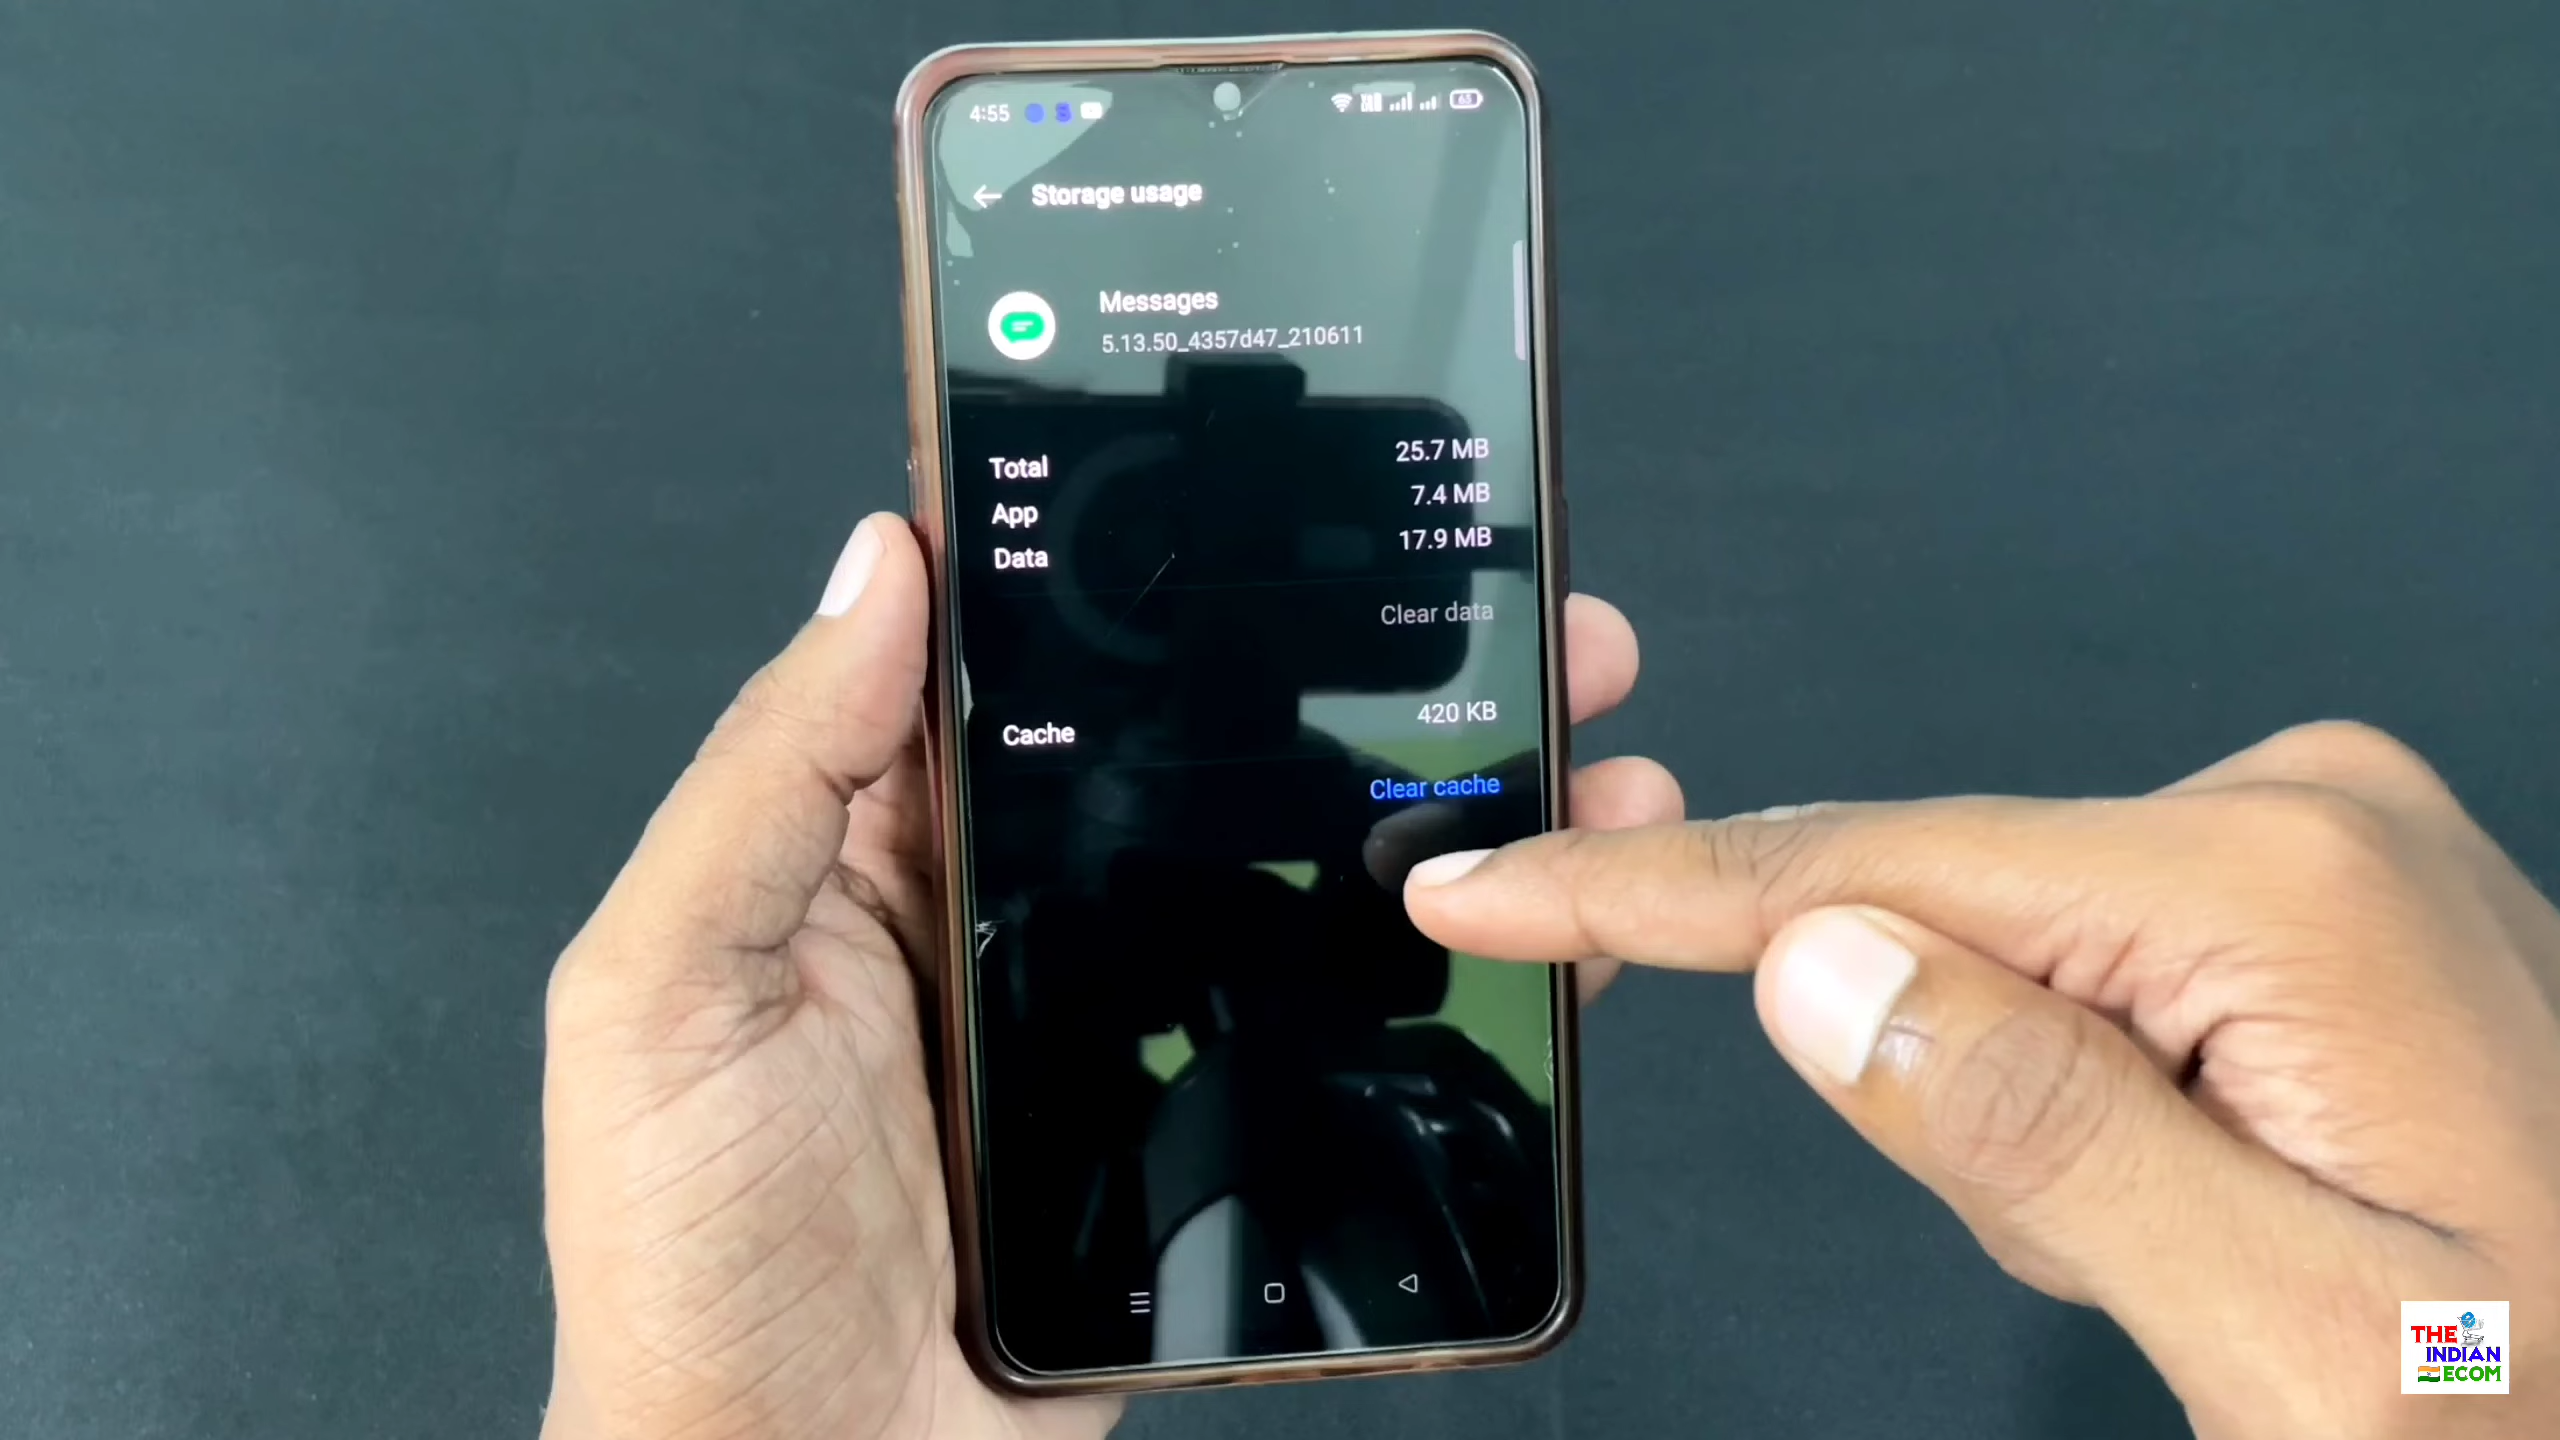 4:55
65
Storage usage
Messages
5.13.50_4357d47_210611
Total 25.7 MB
App 7.4 MB
Data 17.9 MB
Clear data
Cache 420 KB
Clear cache
THE
INDIAN
ECOM